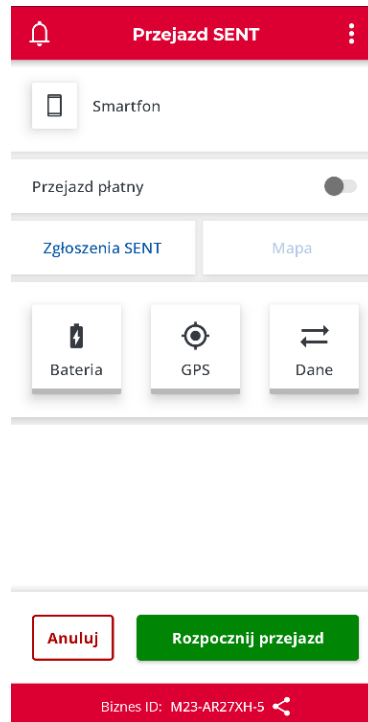 Przejazd SENT
Smartfon
Przejazd płatny
Zgłoszenia SENT
Mapa
Bateria
GPS
Dane
Anuluj
Rozpocznij przejazd
Biznes ID: M23-AR27XH-5